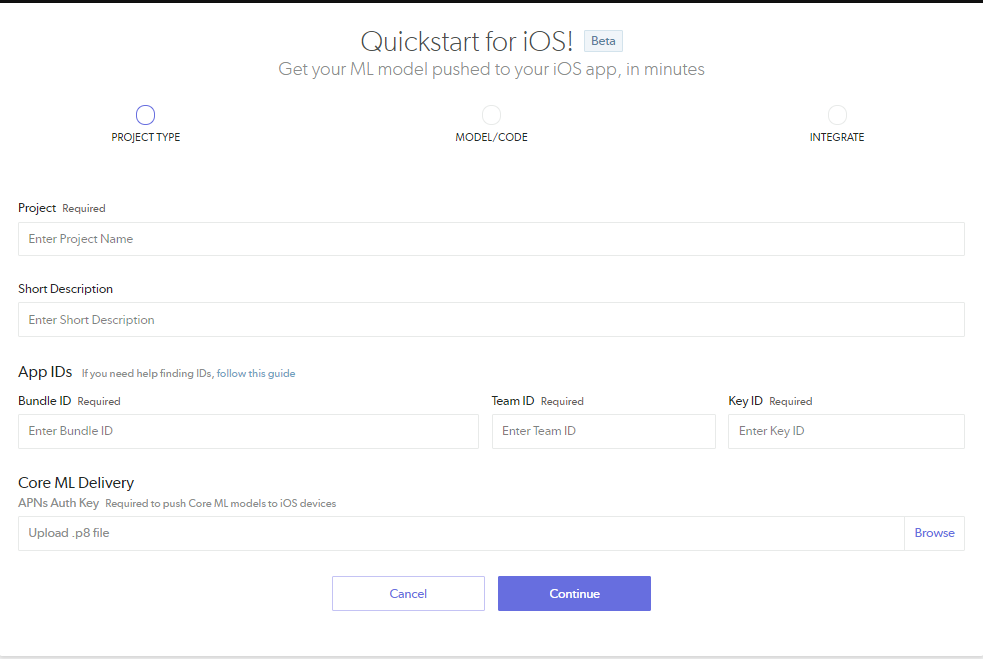 Quickstart for iOS! Beta
Get your ML model pushed to your iOS app, in minutes
PROJECT TYPE MODEL/CODE INTEGRATE
Project Required
Enter Project Name
Short Description
Enter Short Description
App IDs If you need help finding IDs, follow this guide
Bundle ID Required Team ID Required Key ID Required
Enter Bundle ID Enter Team ID Enter Key ID
Core ML Delivery
APNs Auth Key Required to push Core ML models to iOS devices
Upload .p8 file Browse
Cancel Continue